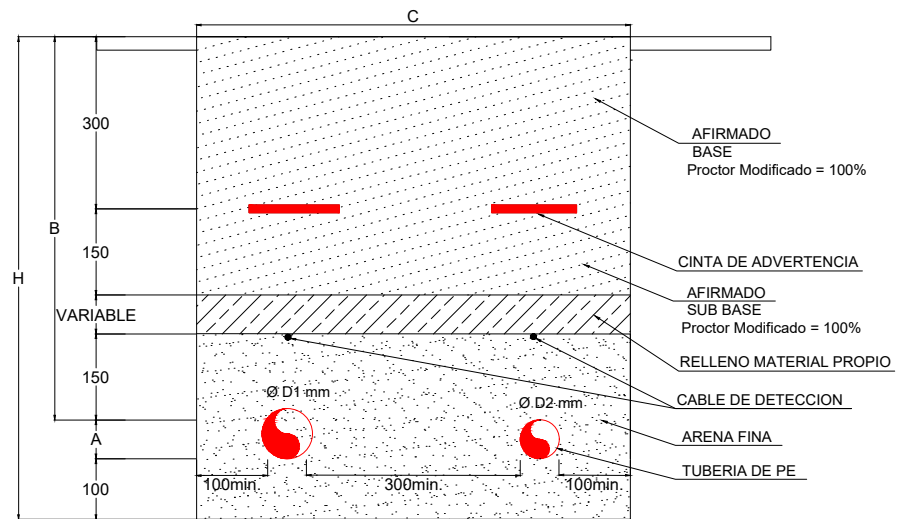 C
300
AFIRMADO
BASE
Proctor Modificado = 100%
B
H
150
CINTA DE ADVERTENCIA
AFIRMADO
SUB BASE
Proctor Modificado = 100%
VARIABLE
RELLENO MATERIAL PROPIO
150
CABLE DE DETECCION
Ø D1 mm
Ø D2 mm
A
ARENA FINA
TUBERIA DE PE
100
100min.
300min.
100min.